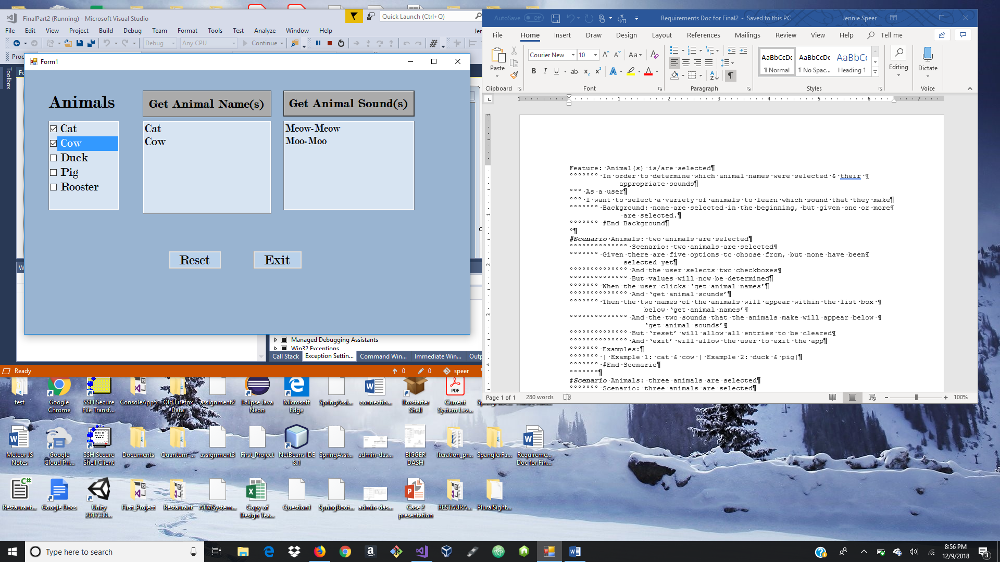 FinalPart2 (Running) - Microsoft Visual Studio
Quick Launch (Ctrl+Q)
File Edit View Project Build Debug Team Format Tools Test Analyze Window Help
Debug Any CPU Continue
Toolbox
Form1
Animals
Get Animal Name(s)
Get Animal Sound(s)
Cat
Cow
Duck
Pig
Rooster
Cat
Cow
Meow-Meow
Moo-Moo
Reset
Exit
Managed Debugging Assistants
Win32 Exceptions
Call Stack Exception Settin... Command Win... Immediate Win...
Ready
0 0 speer
AutoSave Off
Requirements Doc for Final2 - Saved to this PC
Jennie Speer
File Home Insert Draw Design Layout References Mailings Review View Help Tell me
Courier New 10
Paste
Clipboard
Font
Paragraph
AaBbCcDc AaBbCcDc AaBbCc
¶ Normal ¶ No Spac... Heading 1
Styles
Editing
Dictate
Voice
Feature: Animal(s) is/are selected¶
In order to determine which animal names were selected & their ¶
appropriate sounds¶
As a user¶
I want to select a variety of animals to learn which sound that they make¶
Background: none are selected in the beginning, but given one or more¶
are selected.¶
#End Background¶
#Scenario Animals: two animals are selected¶
Scenario: two animals are selected¶
Given there are five options to choose from, but none have been¶
selected yet¶
And the user selects two checkboxes¶
But values will now be determined¶
When the user clicks ‘get animal names’¶
And ‘get animal sounds’¶
Then the two names of the animals will appear within the list box ¶
below ‘get animal names’¶
And the two sounds that the animals make will appear below ¶
‘get animal sounds’¶
But ‘reset’ will allow all entries to be cleared¶
And ‘exit’ will allow the user to exit the app¶
Examples:¶
| Example 1: cat & cow | Example 2: duck & pig|¶
#End Scenario¶
¶
#Scenario Animals: three animals are selected¶
Scenario: three animals are selected¶
Page 1 of 1 280 words
100%
test
Google Chrome
SSH Secure File Transf...
ConsoleApp5
Old Firefox Data
assignment2
Eclipse Java Neon
Microsoft Edge
SpringAssi...
connectio...
Boxstarter Shell
Current System Lev...
Meteor JS Notes
Google Cloud Pri...
SSH Secure Shell Client
Documents
Quantum-...
assignment3
First_Project
NetBeans IDE 8.1
SpringAssi...
admin-das...
BIGGER DASH
Iteration_pr...
SpanglerFa...
Requireme... Doc for Fin...
Restaurant...
Google Docs
Unity 2017.3.0...
First_Project
Restaurant
ATMSystem...
Copy of Design Tea...
Question1
SpringBoot...
admin-das...
Case 2 presentation
RESTAURA...
PluralSight...
Type here to search
8:56 PM
12/9/2018
3